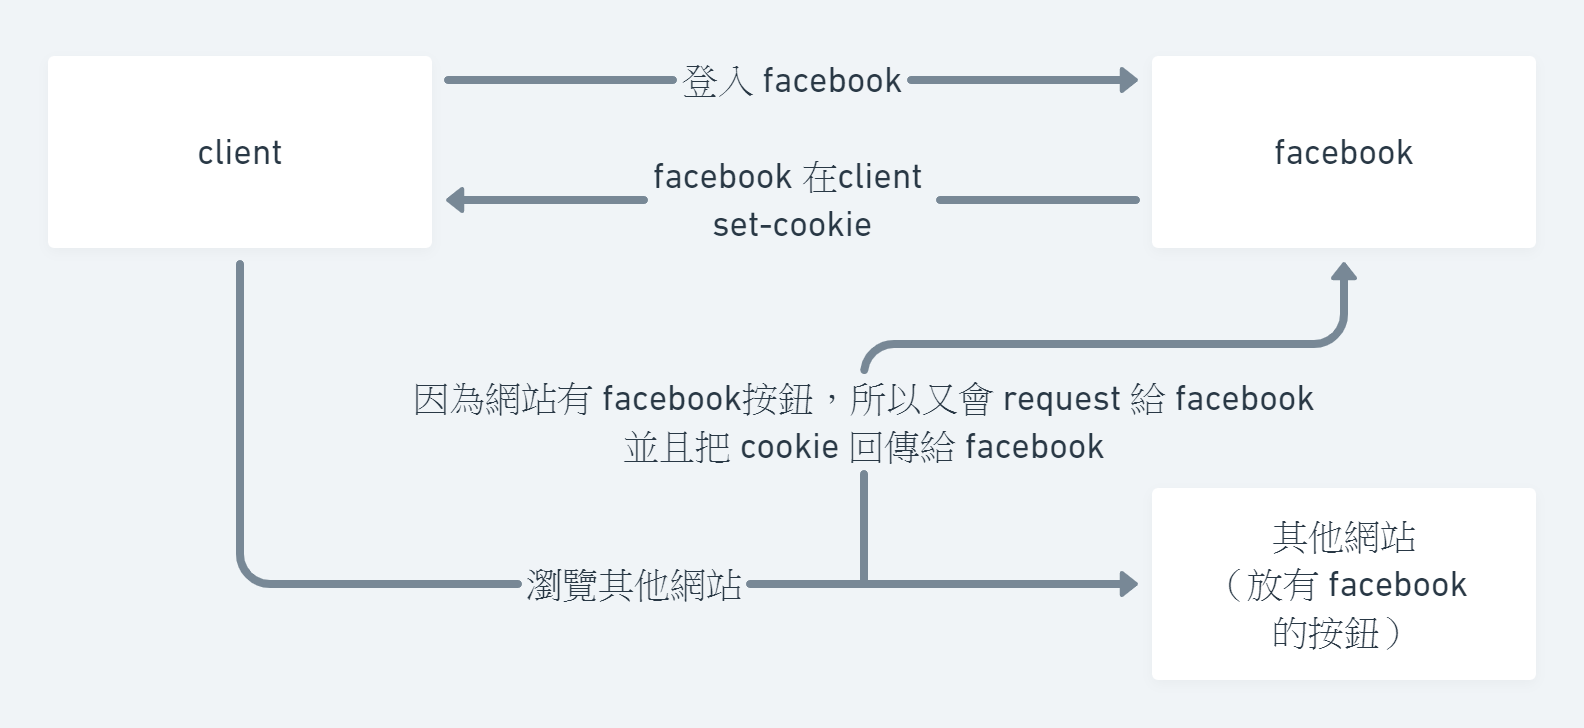 登入 facebook
client
facebook
facebook 在client
set-cookie
因為網站有 facebook按鈕，所以又會 request 給 facebook
並且把 cookie 回傳給 facebook
瀏覽其他網站
其他網站
（放有 facebook
的按鈕）